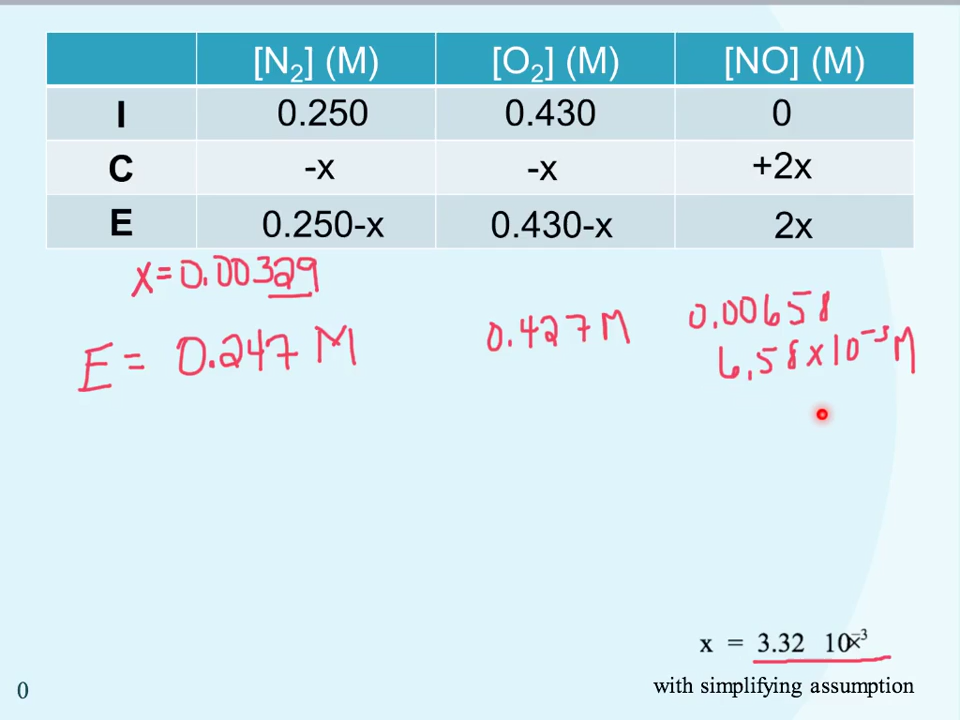 [N₂] (M) [O₂] (M) [NO] (M)
I 0.250 0.430 0
C -x -x +2x
E 0.250-x 0.430-x 2x
x=0.00329
0.00658
E = 0.247 M 0.427 M 6.58x10⁻³ M
x = 3.32 10×⁻³
with simplifying assumption
0